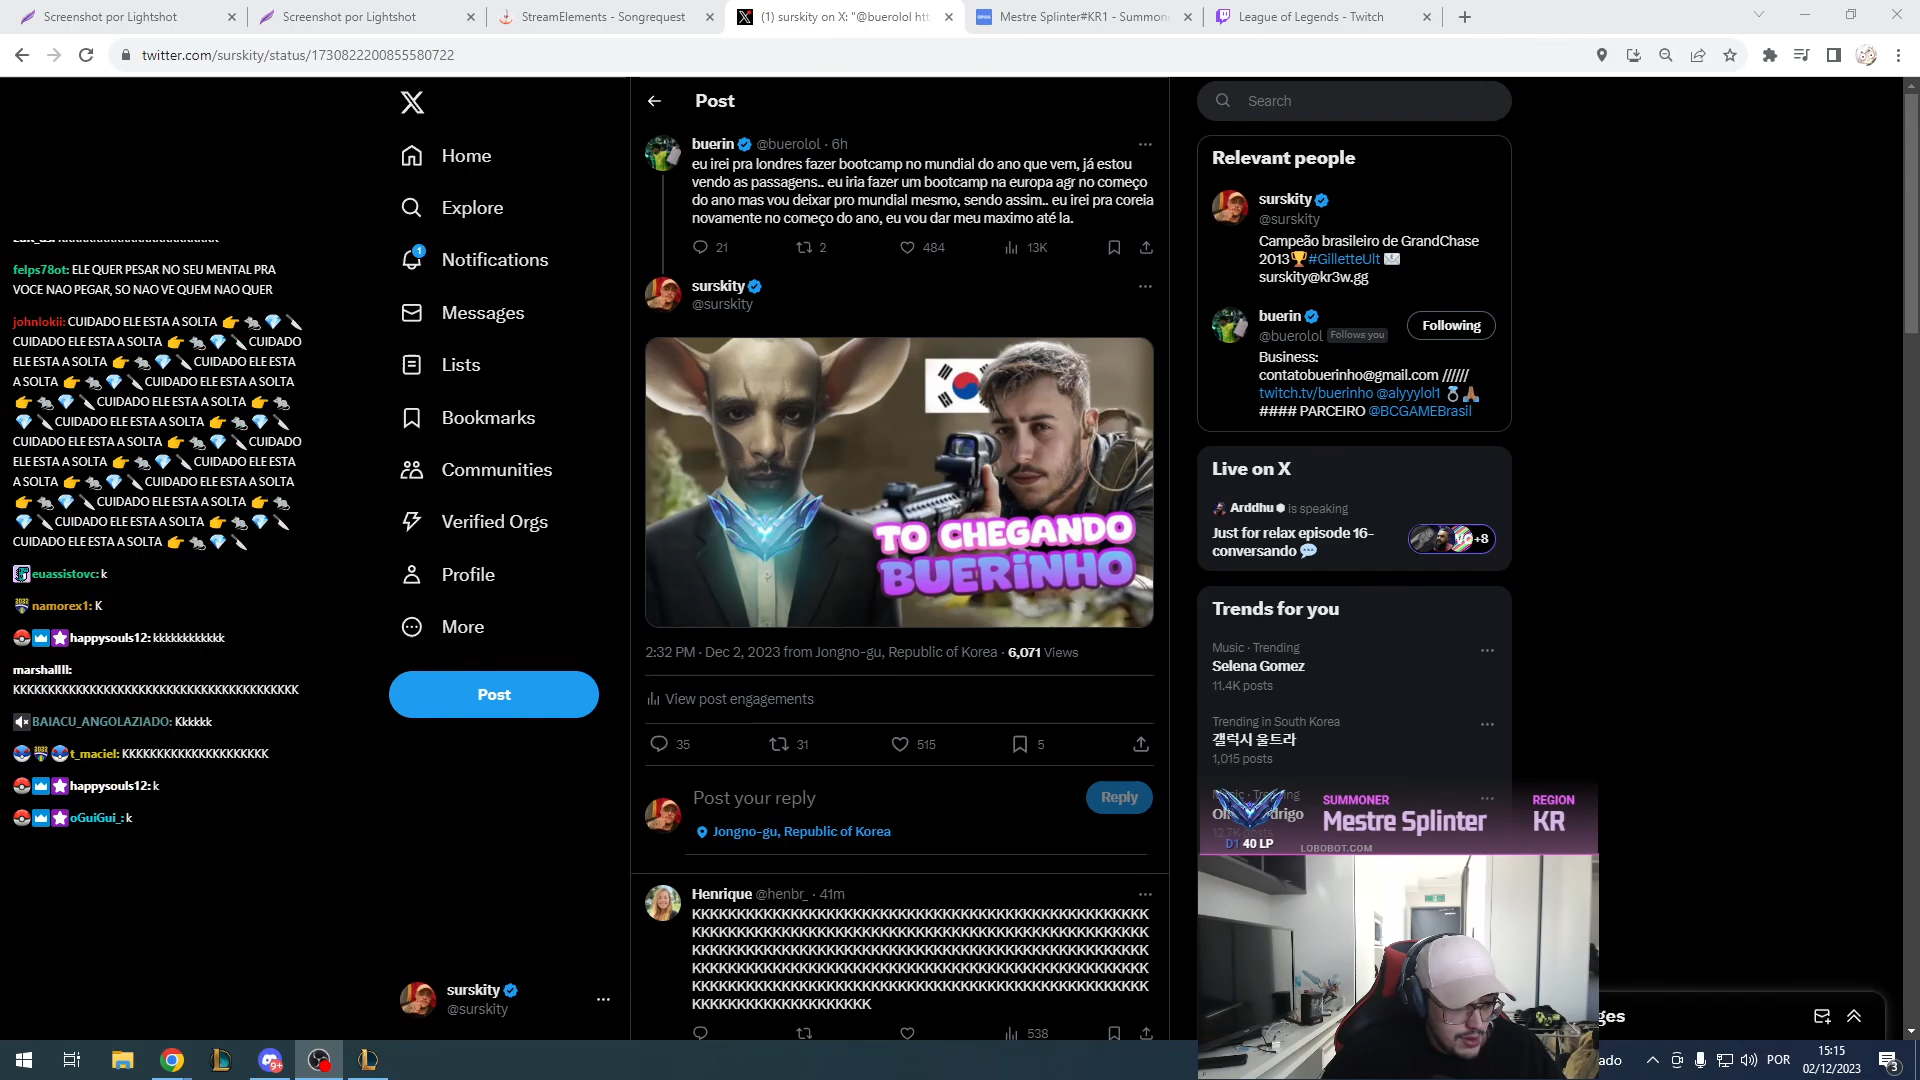 Screenshot por Lightshot
Screenshot por Lightshot
StreamElements - Songrequest
(1) surskity on X: "@buerolol htt
Mestre Splinter#KR1 - Summon
League of Legends - Twitch
twitter.com/surskity/status/1730822200855580722
felps78ot: ELE QUER PESAR NO SEU MENTAL PRA
VOCE NAO PEGAR, SO NAO VE QUEM NAO QUER
johnlokii: CUIDADO ELE ESTA A SOLTA 👉 🐀 💎 🔪
CUIDADO ELE ESTA A SOLTA 👉 🐀 💎 🔪CUIDADO
ELE ESTA A SOLTA 👉 🐀 💎 🔪CUIDADO ELE ESTA
A SOLTA 👉 🐀 💎 🔪CUIDADO ELE ESTA A SOLTA
👉 🐀 💎 🔪CUIDADO ELE ESTA A SOLTA 👉 🐀
💎 🔪CUIDADO ELE ESTA A SOLTA 👉 🐀 💎 🔪
CUIDADO ELE ESTA A SOLTA 👉 🐀 💎 🔪CUIDADO
ELE ESTA A SOLTA 👉 🐀 💎 🔪CUIDADO ELE ESTA
A SOLTA 👉 🐀 💎 🔪CUIDADO ELE ESTA A SOLTA
👉 🐀 💎 🔪CUIDADO ELE ESTA A SOLTA 👉 🐀
💎 🔪CUIDADO ELE ESTA A SOLTA 👉 🐀 💎 🔪
CUIDADO ELE ESTA A SOLTA 👉 🐀 💎 🔪
euassistovc: k
namorex1: K
happysouls12: kkkkkkkkkkkk
marshallll:
KKKKKKKKKKKKKKKKKKKKKKKKKKKKKKKKKKKKKKKKK
BAIACU_ANGOLAZIADO: Kkkkkk
t_maciel: KKKKKKKKKKKKKKKKKKKKK
happysouls12: k
oGuiGui_: k
Home
Explore
1
Notifications
Messages
Lists
Bookmarks
Communities
Verified Orgs
Profile
More
Post
surskity
@surskity
Post
buerin @buerolol · 6h
eu irei pra londres fazer bootcamp no mundial do ano que vem, já estou
vendo as passagens.. eu iria fazer um bootcamp na europa agr no começo
do ano mas vou deixar pro mundial mesmo, sendo assim.. eu irei pra coreia
novamente no começo do ano, eu vou dar meu maximo até la.
21 2 484 13K
surskity
@surskity
TO CHEGANDO
BUERINHO
2:32 PM · Dec 2, 2023 from Jongno-gu, Republic of Korea · 6,071 Views
View post engagements
35 31 515 5
Post your reply
Reply
Jongno-gu, Republic of Korea
Henrique @henbr_ · 41m
KKKKKKKKKKKKKKKKKKKKKKKKKKKKKKKKKKKKKKKKKKKKKKKKKKK
KKKKKKKKKKKKKKKKKKKKKKKKKKKKKKKKKKKKKKKKKKKKKKKKKKK
KKKKKKKKKKKKKKKKKKKKKKKKKKKKKKKKKKKKKKKKKKKKKKKKKKK
KKKKKKKKKKKKKKKKKKKKKKKKKKKKKKKKKKKKKKKKKKKKKKKKKKK
KKKKKKKKKKKKKKKKKKKKKKKKKKKKKKKKKKKKKKKKKKKKKKKKKKK
KKKKKKKKKKKKKKKKKKKK
538
Search
Relevant people
surskity
@surskity
Campeão brasileiro de GrandChase
2013🏆#GilletteUlt ✉️
surskity@kr3w.gg
buerin
@buerolol Follows you
Following
Business:
contatobuerinho@gmail.com //////
twitch.tv/buerinho @alyyylol1 💍🙏🏾
#### PARCEIRO @BCGAMEBrasil
Live on X
Arddhu is speaking
Just for relax episode 16-
conversando 💬
+8
Trends for you
Music · Trending
Selena Gomez
11.4K posts
Trending in South Korea
갤럭시 울트라
1,015 posts
SUMMONER
Mestre Splinter
REGION
KR
D1 40 LP
LOBOBOT.COM
ges
9+
ado
POR
15:15
02/12/2023
3